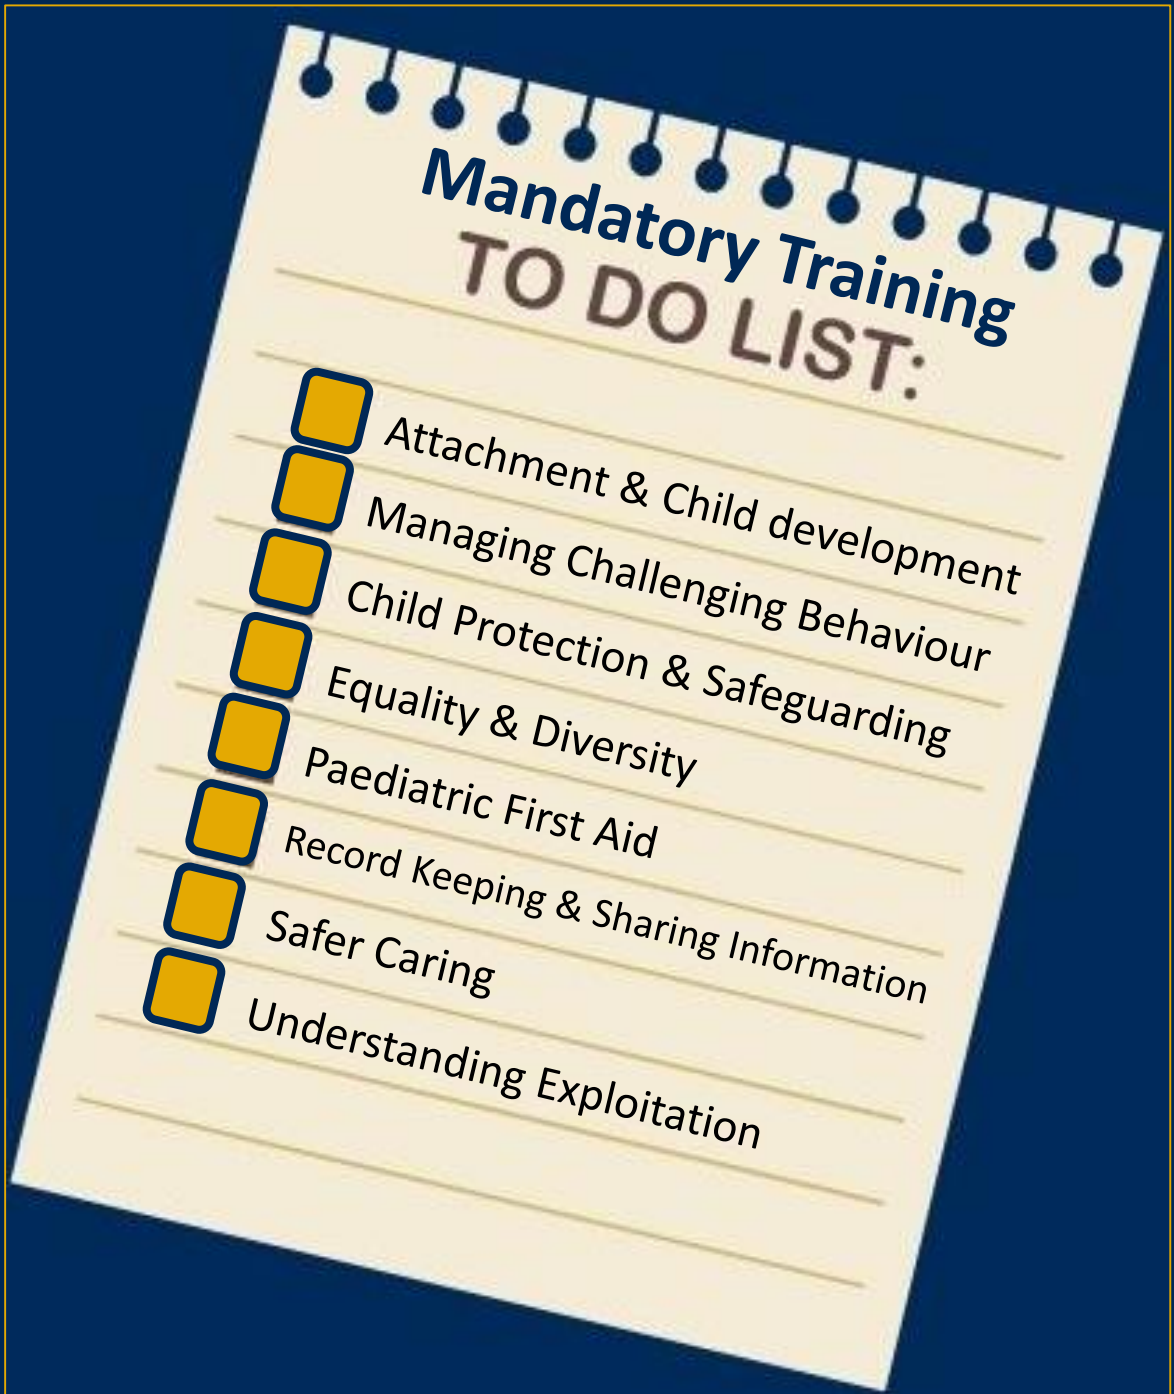 Mandatory Training
TO DO LIST:
Attachment & Child development
Managing Challenging Behaviour
Child Protection & Safeguarding
Equality & Diversity
Paediatric First Aid
Record Keeping & Sharing Information
Safer Caring
Understanding Exploitation